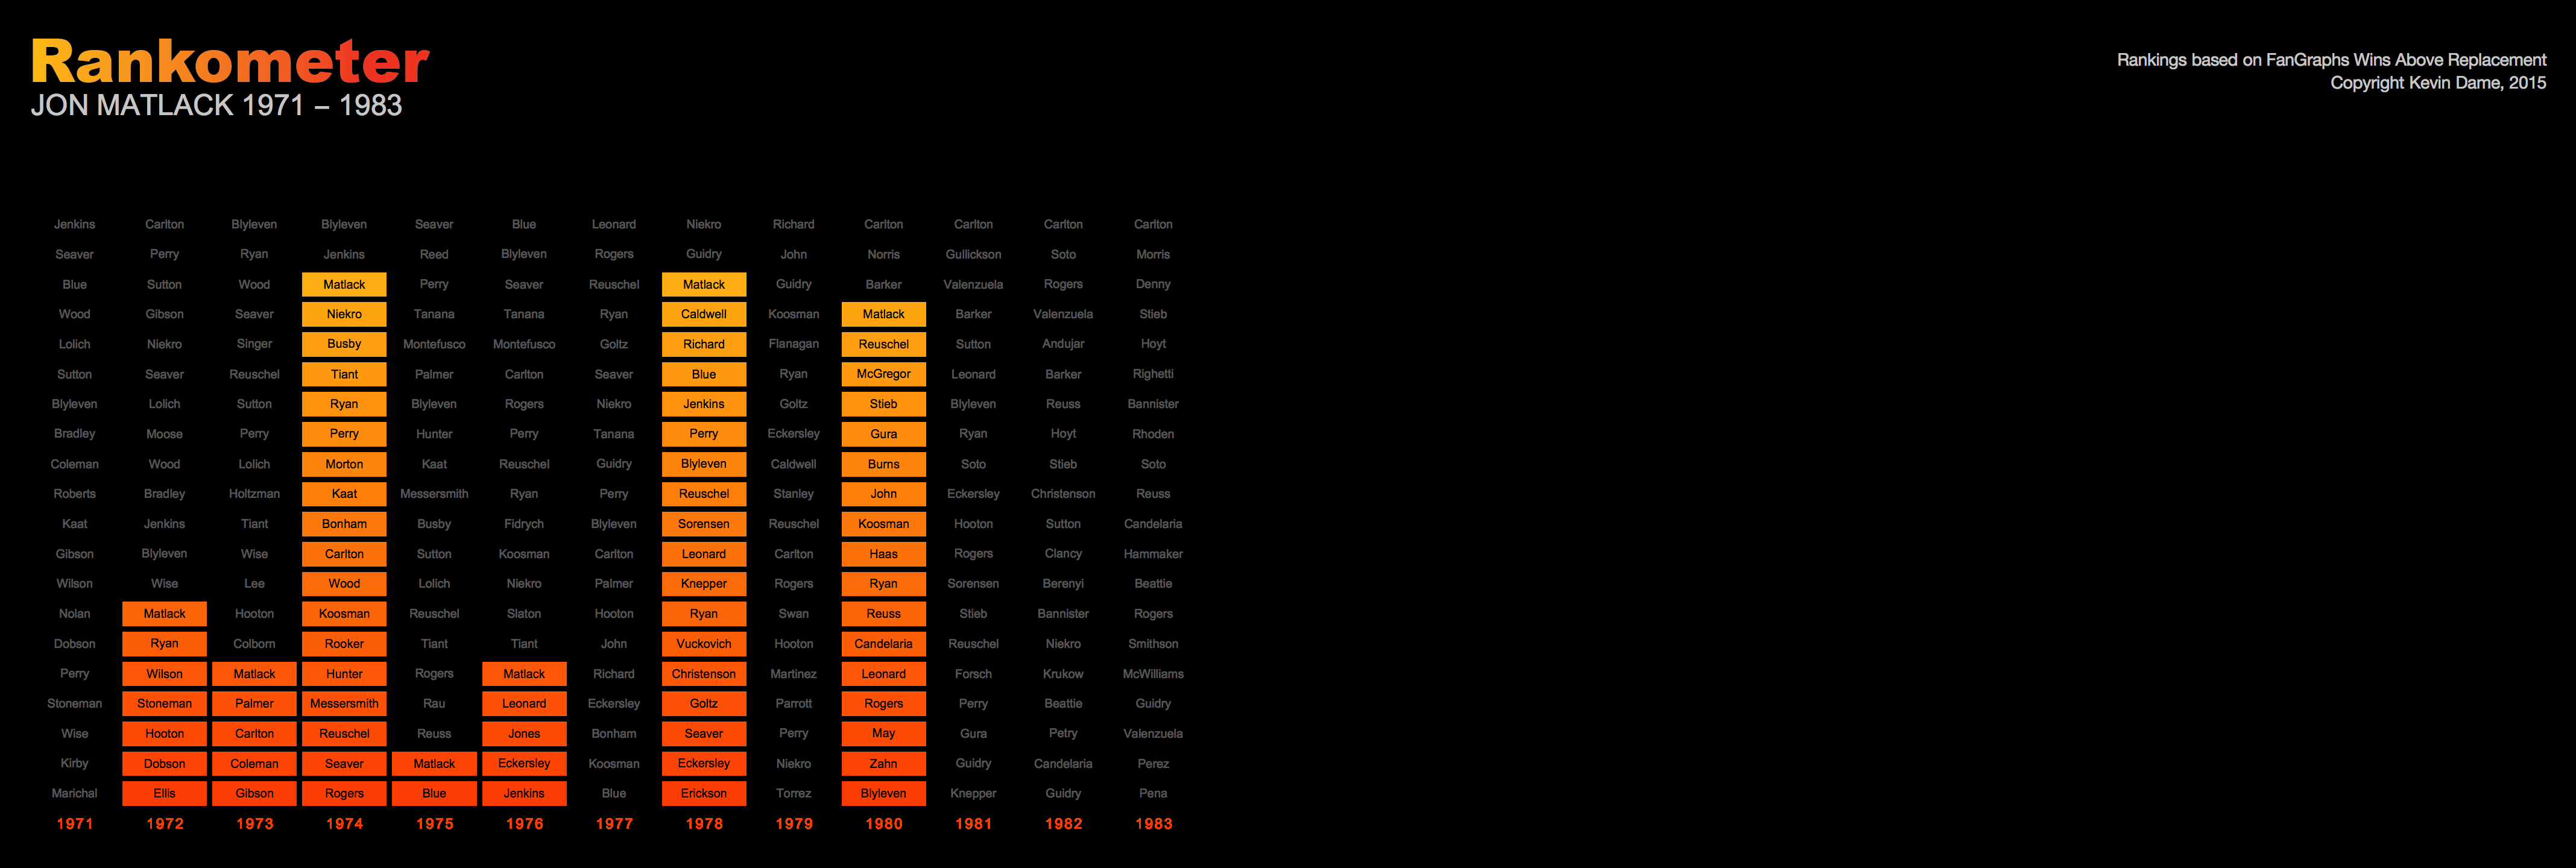 Rankometer
JON MATLACK 1971 – 1983
Rankings based on FanGraphs Wins Above Replacement
Copyright Kevin Dame, 2015
Jenkins Carlton Blyleven Blyleven Seaver Blue Leonard Niekro Richard Carlton Carlton Carlton Carlton
Seaver Perry Ryan Jenkins Reed Blyleven Rogers Guidry John Norris Gullickson Soto Morris
Blue Sutton Wood Matlack Perry Seaver Reuschel Matlack Guidry Barker Valenzuela Rogers Denny
Wood Gibson Seaver Niekro Tanana Tanana Ryan Caldwell Koosman Matlack Barker Valenzuela Stieb
Lolich Niekro Singer Busby Montefusco Montefusco Goltz Richard Flanagan Reuschel Sutton Andujar Hoyt
Sutton Seaver Reuschel Tiant Palmer Carlton Seaver Blue Ryan McGregor Leonard Barker Righetti
Blyleven Lolich Sutton Ryan Blyleven Rogers Niekro Jenkins Goltz Stieb Blyleven Reuss Bannister
Bradley Moose Perry Perry Hunter Perry Tanana Perry Eckersley Gura Ryan Hoyt Rhoden
Coleman Wood Lolich Morton Kaat Reuschel Guidry Blyleven Caldwell Burns Soto Stieb Soto
Roberts Bradley Holtzman Kaat Messersmith Ryan Perry Reuschel Stanley John Eckersley Christenson Reuss
Kaat Jenkins Tiant Bonham Busby Fidrych Blyleven Sorensen Reuschel Koosman Hooton Sutton Candelaria
Gibson Blyleven Wise Carlton Sutton Koosman Carlton Leonard Carlton Haas Rogers Clancy Hammaker
Wilson Wise Lee Wood Lolich Niekro Palmer Knepper Rogers Ryan Sorensen Berenyi Beattie
Nolan Matlack Hooton Koosman Reuschel Slaton Hooton Ryan Swan Reuss Stieb Bannister Rogers
Dobson Ryan Colborn Rooker Tiant Tiant John Vuckovich Hooton Candelaria Reuschel Niekro Smithson
Perry Wilson Matlack Hunter Rogers Matlack Richard Christenson Martinez Leonard Forsch Krukow McWilliams
Stoneman Stoneman Palmer Messersmith Rau Leonard Eckersley Goltz Parrott Rogers Perry Beattie Guidry
Wise Hooton Carlton Reuschel Reuss Jones Bonham Seaver Perry May Gura Petry Valenzuela
Kirby Dobson Coleman Seaver Matlack Eckersley Koosman Eckersley Niekro Zahn Guidry Candelaria Perez
Marichal Ellis Gibson Rogers Blue Jenkins Blue Erickson Torrez Blyleven Knepper Guidry Pena
1971 1972 1973 1974 1975 1976 1977 1978 1979 1980 1981 1982 1983